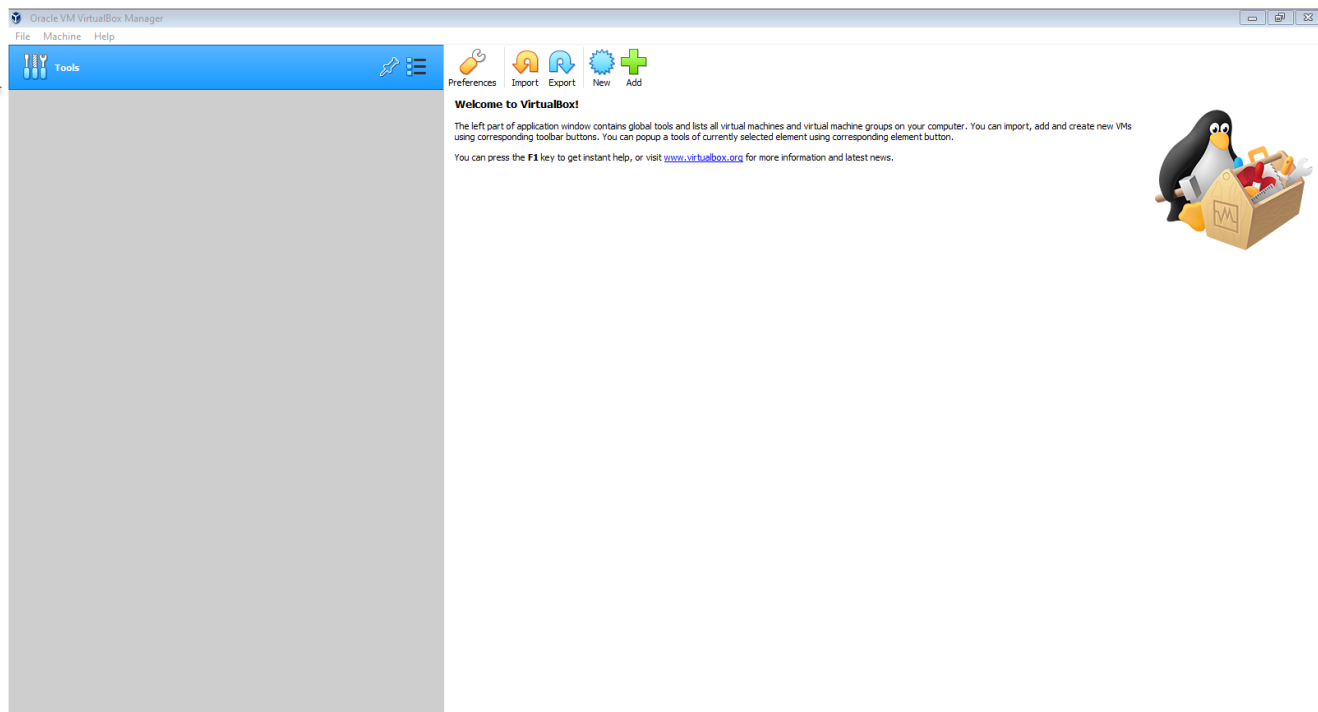 Oracle VM VirtualBox Manager
File Machine Help
Tools
Preferences Import Export New Add
Welcome to VirtualBox!
The left part of application window contains global tools and lists all virtual machines and virtual machine groups on your computer. You can import, add and create new VMs
using corresponding toolbar buttons. You can popup a tools of currently selected element using corresponding element button.
You can press the F1 key to get instant help, or visit www.virtualbox.org for more information and latest news.